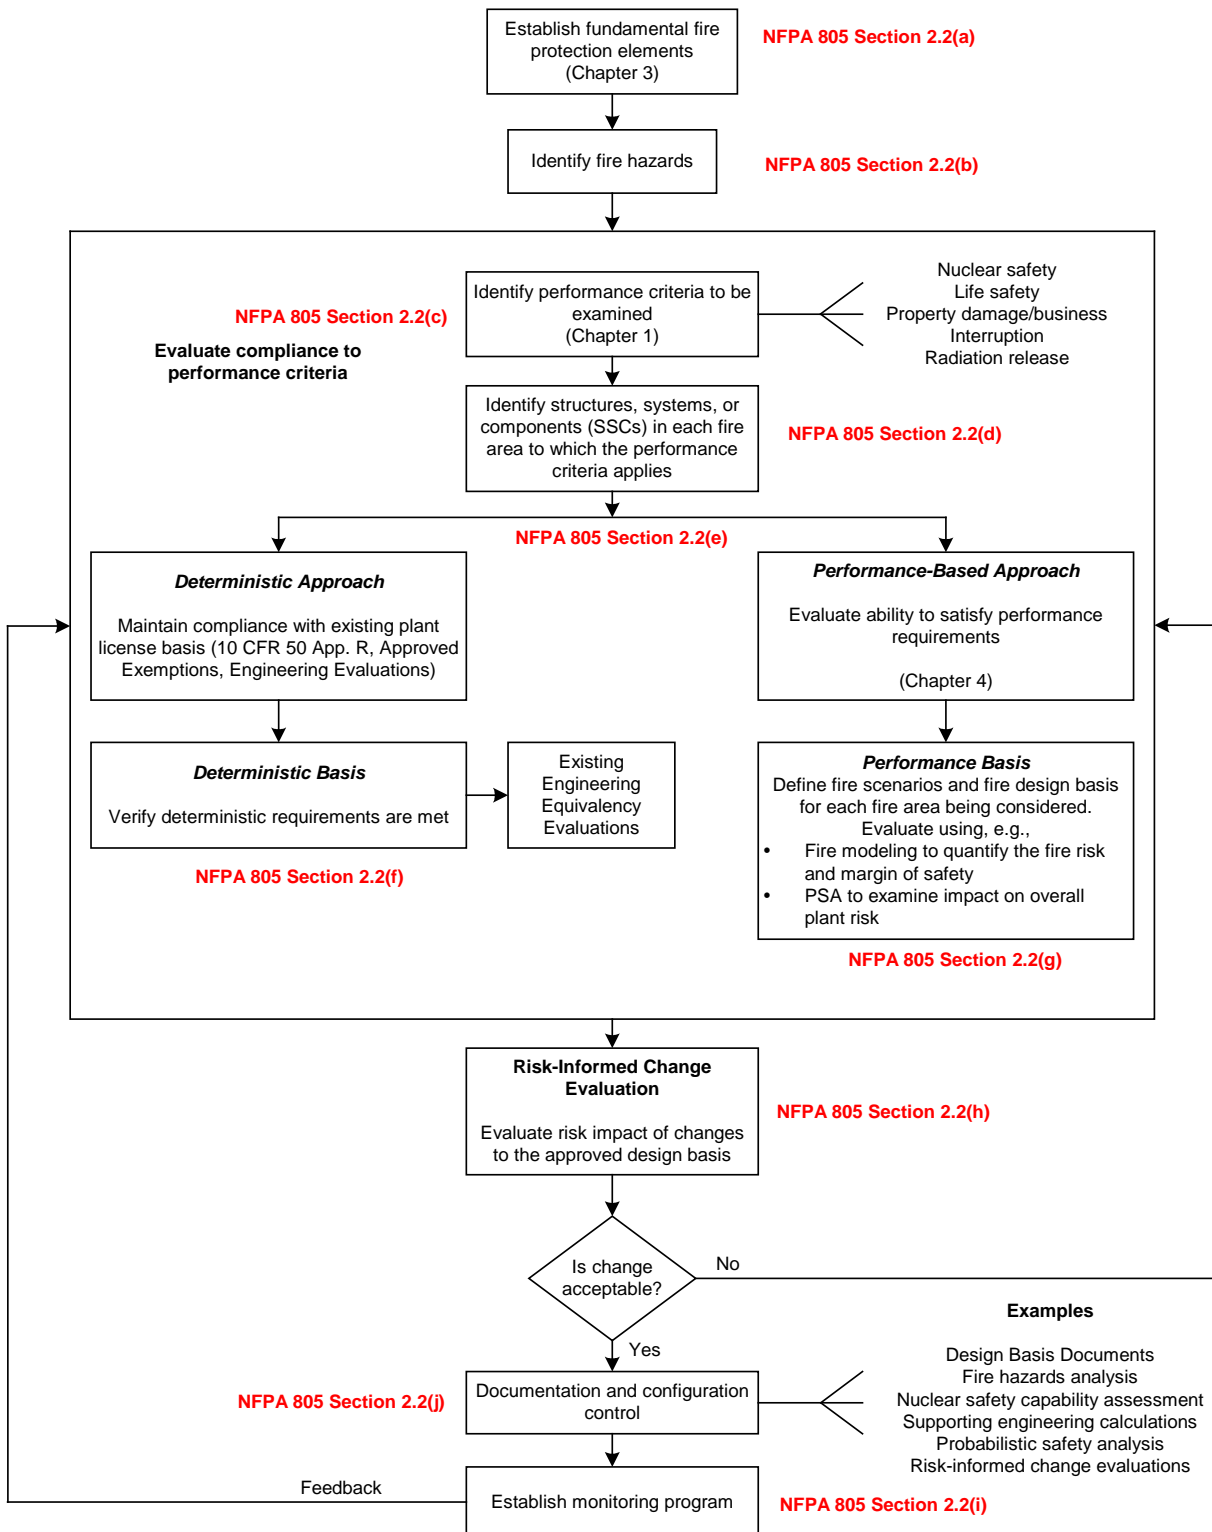 Establish fundamental fire
protection elements
(Chapter 3)
NFPA 805 Section 2.2(a)
Identify fire hazards
NFPA 805 Section 2.2(b)
Identify performance criteria to be
examined
(Chapter 1)
NFPA 805 Section 2.2(c)
Evaluate compliance to
performance criteria
Nuclear safety
Life safety
Property damage/business
Interruption
Radiation release
Identify structures, systems, or
components (SSCs) in each fire
area to which the performance
criteria applies
NFPA 805 Section 2.2(d)
NFPA 805 Section 2.2(e)
Deterministic Approach
Maintain compliance with existing plant
license basis (10 CFR 50 App. R, Approved
Exemptions, Engineering Evaluations)
Performance-Based Approach
Evaluate ability to satisfy performance
requirements
(Chapter 4)
Deterministic Basis
Verify deterministic requirements are met
NFPA 805 Section 2.2(f)
Existing
Engineering
Equivalency
Evaluations
Performance Basis
Define fire scenarios and fire design basis
for each fire area being considered.
Evaluate using, e.g.,
• Fire modeling to quantify the fire risk
and margin of safety
• PSA to examine impact on overall
plant risk
NFPA 805 Section 2.2(g)
Risk-Informed Change
Evaluation
Evaluate risk impact of changes
to the approved design basis
NFPA 805 Section 2.2(h)
Is change
acceptable?
No
Yes
Examples
Design Basis Documents
Fire hazards analysis
Nuclear safety capability assessment
Supporting engineering calculations
Probabilistic safety analysis
Risk-informed change evaluations
NFPA 805 Section 2.2(j)
Documentation and configuration
control
Feedback
Establish monitoring program
NFPA 805 Section 2.2(i)